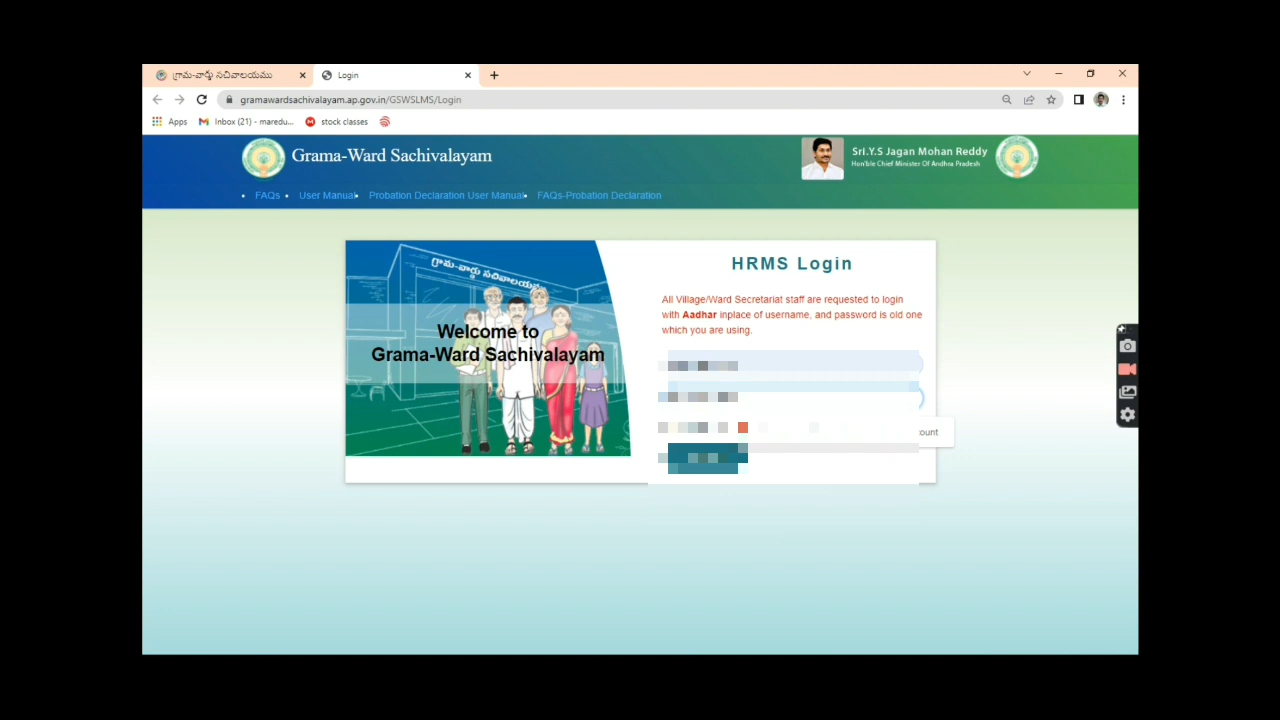 గ్రామ-వార్డు సచివాలయము
Login
gramawardsachivalayam.ap.gov.in/GSWSLMS/Login
Apps
Inbox (21) - maredu...
stock classes
Grama-Ward Sachivalayam
Sri.Y.S Jagan Mohan Reddy
Hon'ble Chief Minister Of Andhra Pradesh
FAQs
User Manual
Probation Declaration User Manual
FAQs-Probation Declaration
గ్రామ-వార్డు సచివాలయం
Welcome to
Grama-Ward Sachivalayam
HRMS Login
All Village/Ward Secretariat staff are requested to login
with Aadhar inplace of username, and password is old one
which you are using.